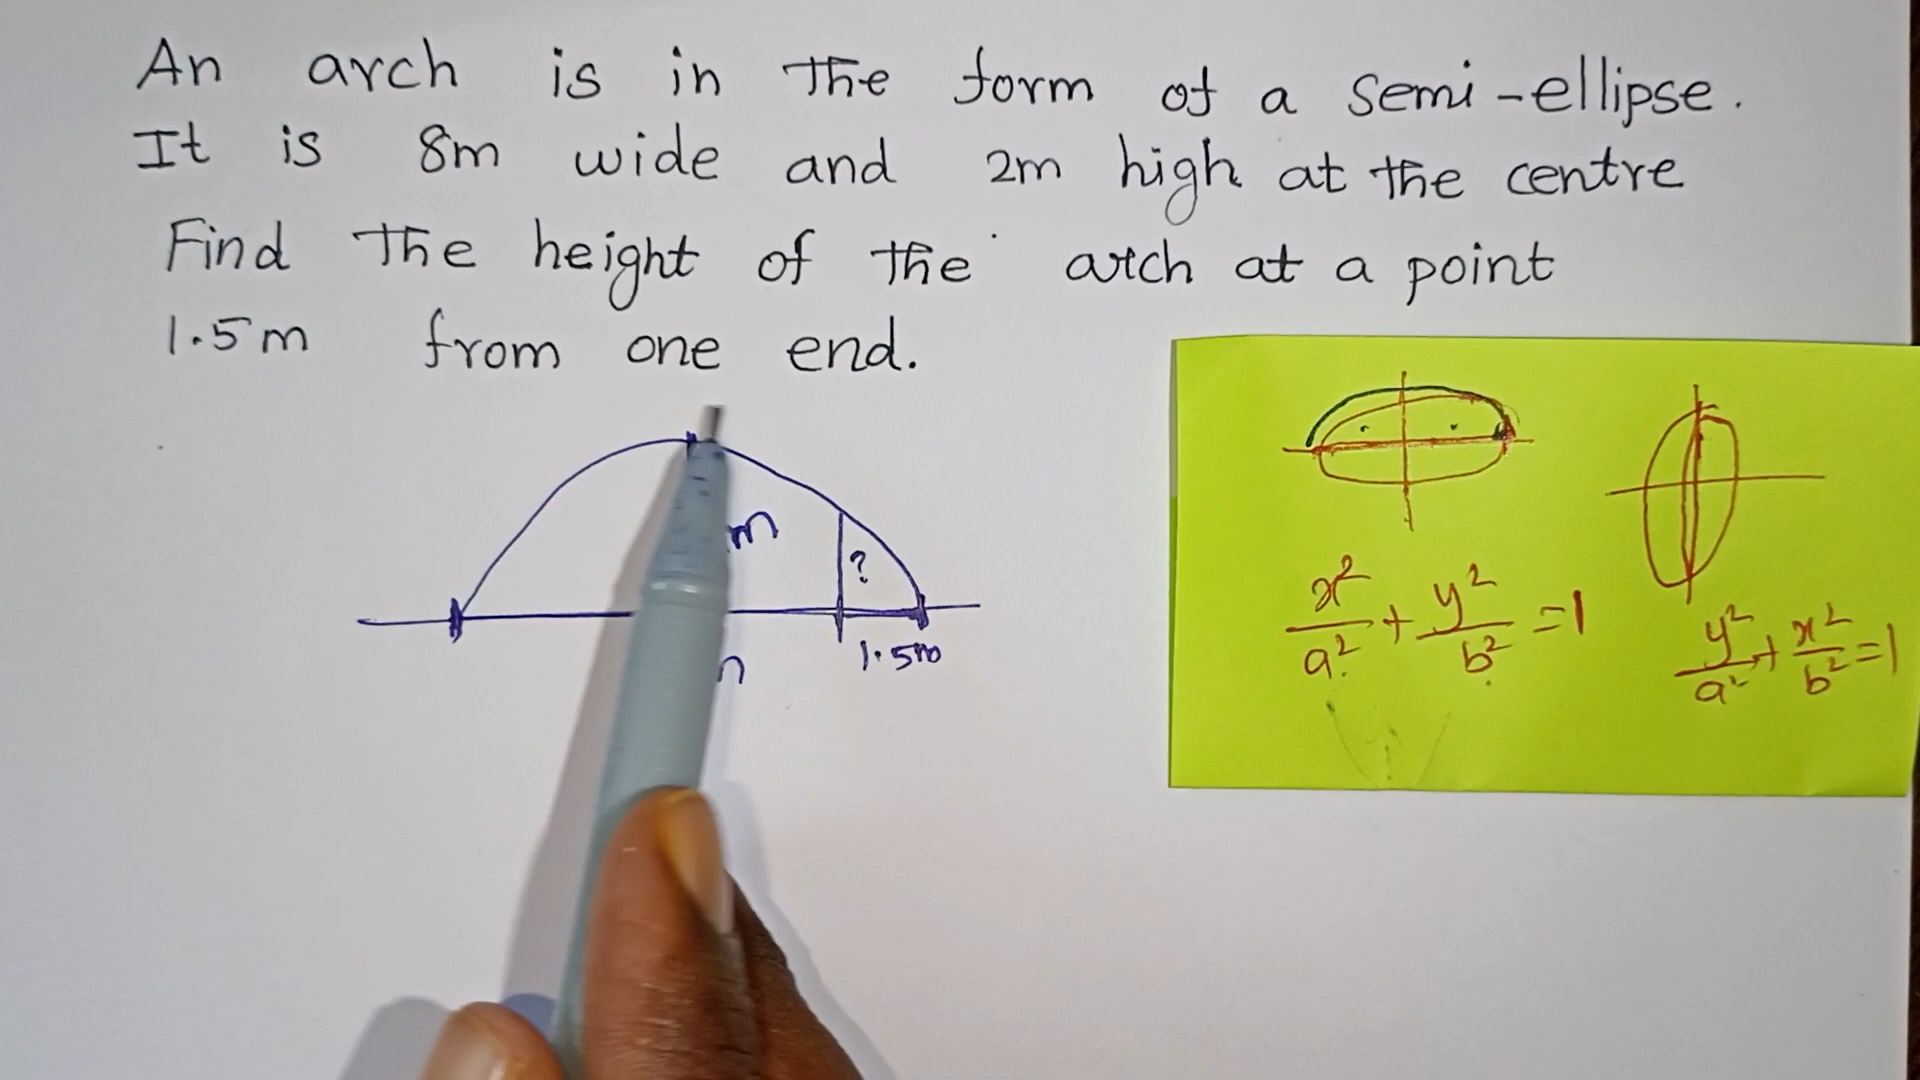 An arch is in the form of a semi-ellipse.
It is 8m wide and 2m high at the centre
Find the height of the arch at a point
1.5m from one end.
m
?
1.5m
x²/a² + y²/b² = 1
y²/a² + x²/b² = 1